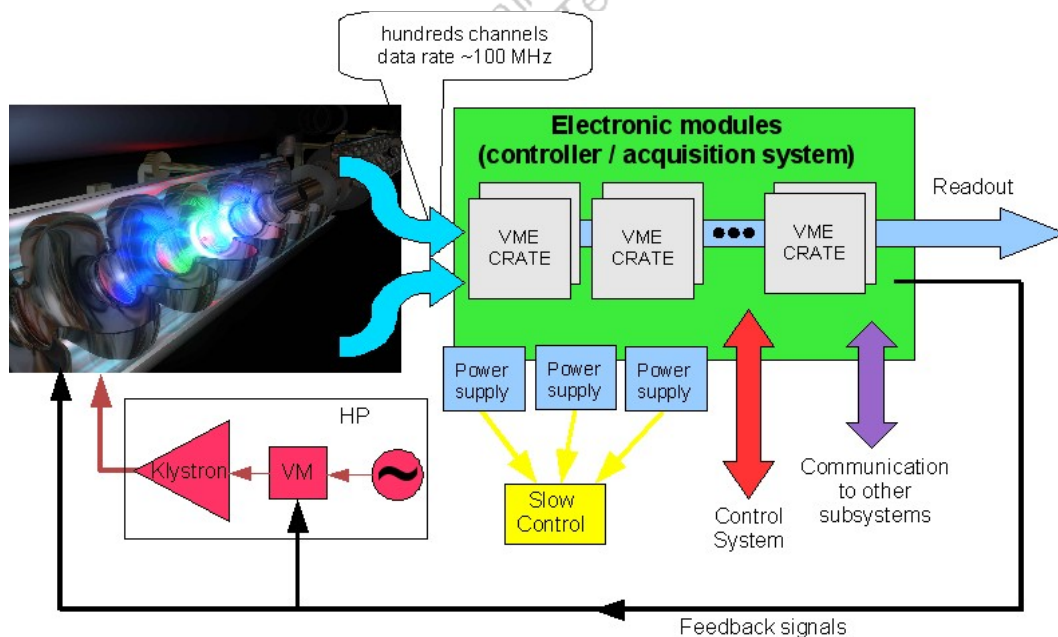 hundreds channels
data rate ~100 MHz
Electronic modules
(controller / acquisition system)
Readout
VME
CRATE
VME
CRATE
VME
CRATE
Power
supply
Power
supply
Power
supply
HP
Klystron
VM
Slow
Control
Control
System
Communication
to other
subsystems
Feedback signals